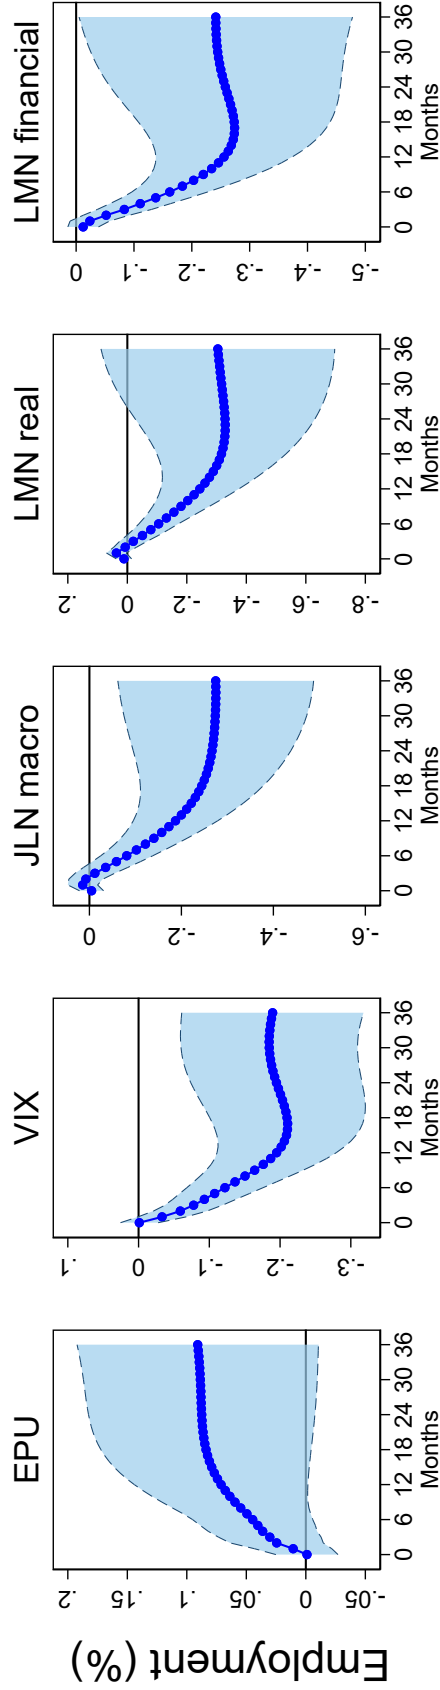 Employment (%)
EPU
.2
.15
.1
.05
0
-.05
0 6 12 18 24 30 36
Months
VIX
.1
0
-.1
-.2
-.3
0 6 12 18 24 30 36
Months
JLN macro
0
-.2
-.4
-.6
0 6 12 18 24 30 36
Months
LMN real
.2
0
-.2
-.4
-.6
-.8
0 6 12 18 24 30 36
Months
LMN financial
0
-.1
-.2
-.3
-.4
-.5
0 6 12 18 24 30 36
Months